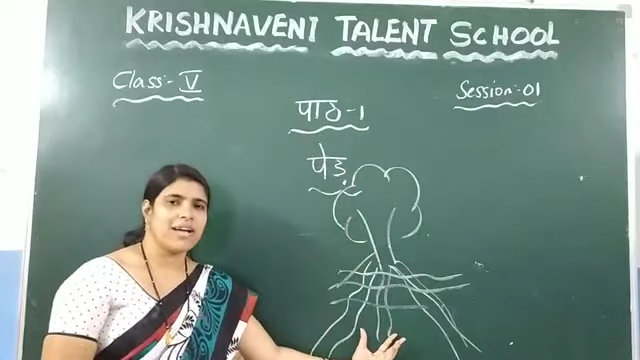 KRISHNAVENI TALENT SCHOOL
Class:- V
Session:-01
पाठ-1
पेड़